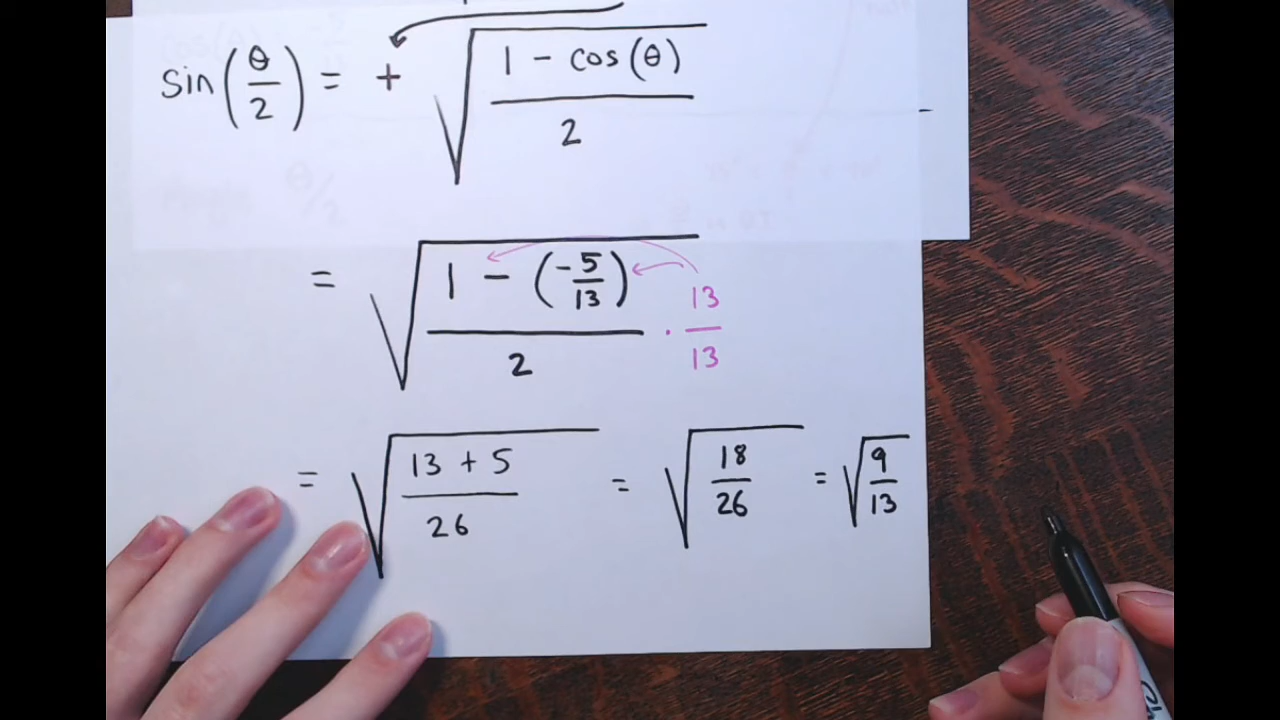 sin(θ/2) = + √((1 - cos(θ))/2)
= √((1 - (-5/13))/2) · 13/13
= √((13 + 5)/26) = √(18/26) = √(9/13)